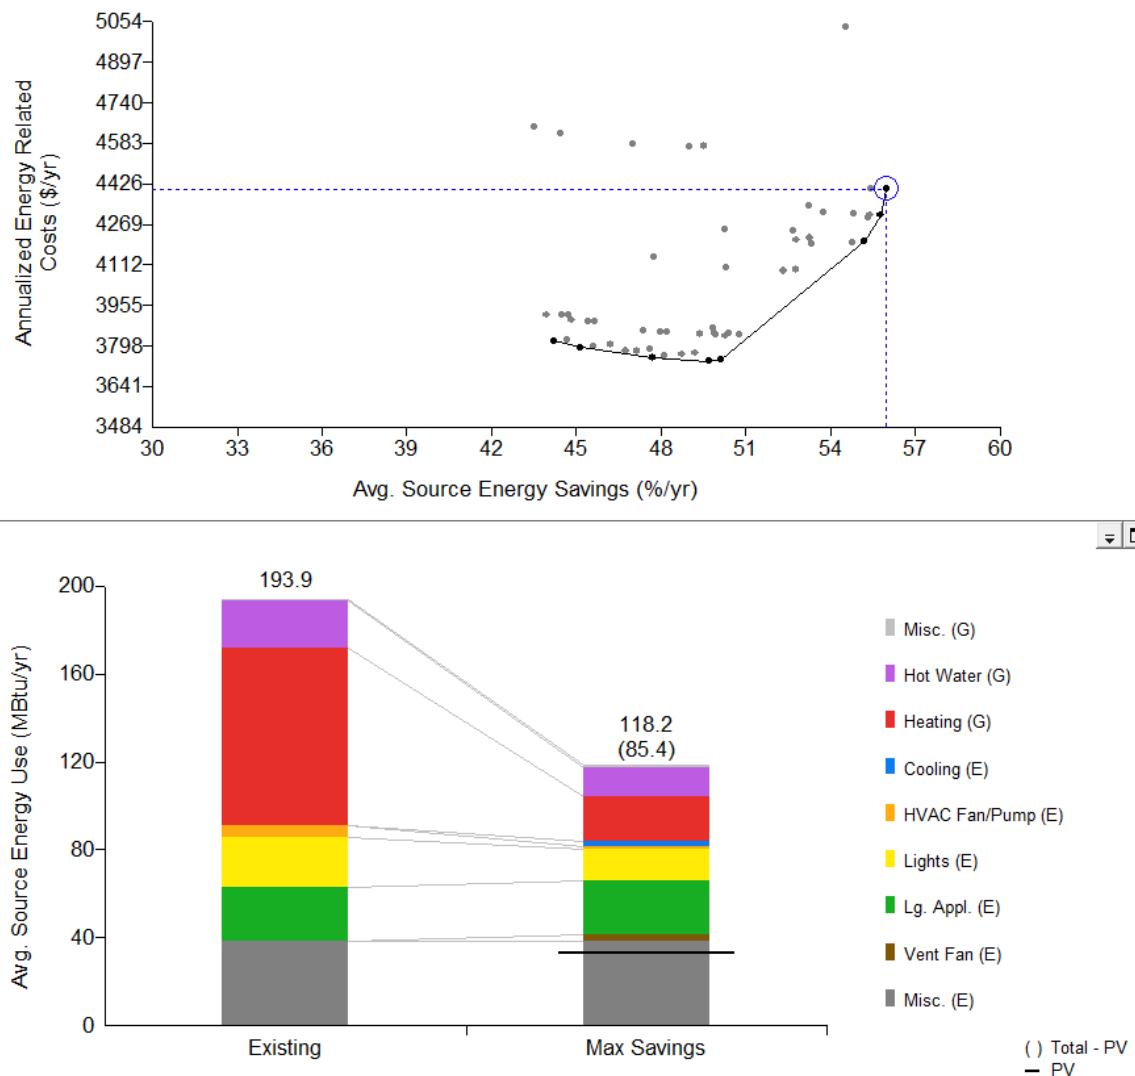 5054
4897
4740
4583
4426
4269
4112
3955
3798
3641
3484
Annualized Energy Related
Costs ($/yr)
30 33 36 39 42 45 48 51 54 57 60
Avg. Source Energy Savings (%/yr)
200
160
120
80
40
0
Avg. Source Energy Use (MBtu/yr)
193.9
118.2
(85.4)
Existing Max Savings
Misc. (G)
Hot Water (G)
Heating (G)
Cooling (E)
HVAC Fan/Pump (E)
Lights (E)
Lg. Appl. (E)
Vent Fan (E)
Misc. (E)
( ) Total - PV
PV